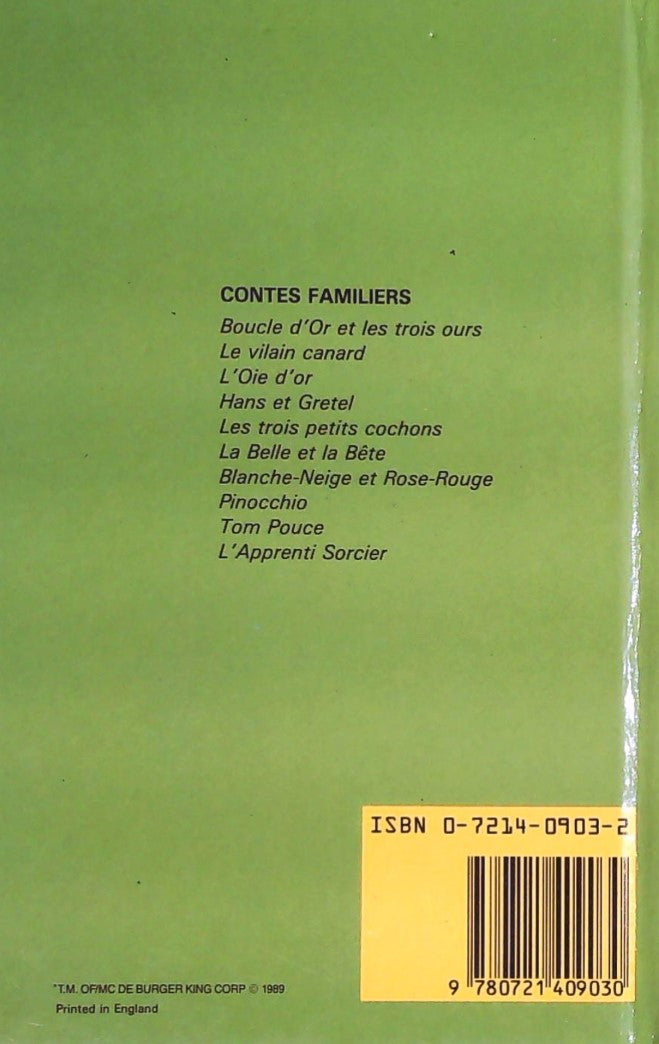 CONTES FAMILIERS
Boucle d'Or et les trois ours
Le vilain canard
L'Oie d'or
Hans et Gretel
Les trois petits cochons
La Belle et la Bête
Blanche-Neige et Rose-Rouge
Pinocchio
Tom Pouce
L'Apprenti Sorcier
ISBN 0-7214-0903-2
9 780721 409030
*T.M. OF/MC DE BURGER KING CORP © 1989
Printed in England